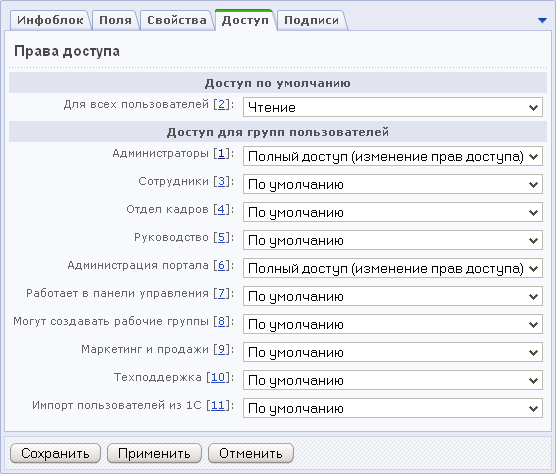 Инфоблок Поля Свойства Доступ Подписи
Права доступа
Доступ по умолчанию
Для всех пользователей [2]: Чтение
Доступ для групп пользователей
Администраторы [1]: Полный доступ (изменение прав доступа)
Сотрудники [3]: По умолчанию
Отдел кадров [4]: По умолчанию
Руководство [5]: По умолчанию
Администрация портала [6]: Полный доступ (изменение прав доступа)
Работает в панели управления [7]: По умолчанию
Могут создавать рабочие группы [8]: По умолчанию
Маркетинг и продажи [9]: По умолчанию
Техподдержка [10]: По умолчанию
Импорт пользователей из 1С [11]: По умолчанию
Сохранить Применить Отменить